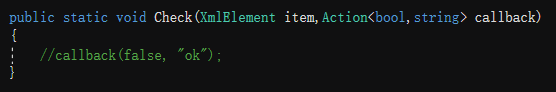 public static void Check(XmlElement item,Action<bool,string> callback)
{
//callback(false, "ok");
}